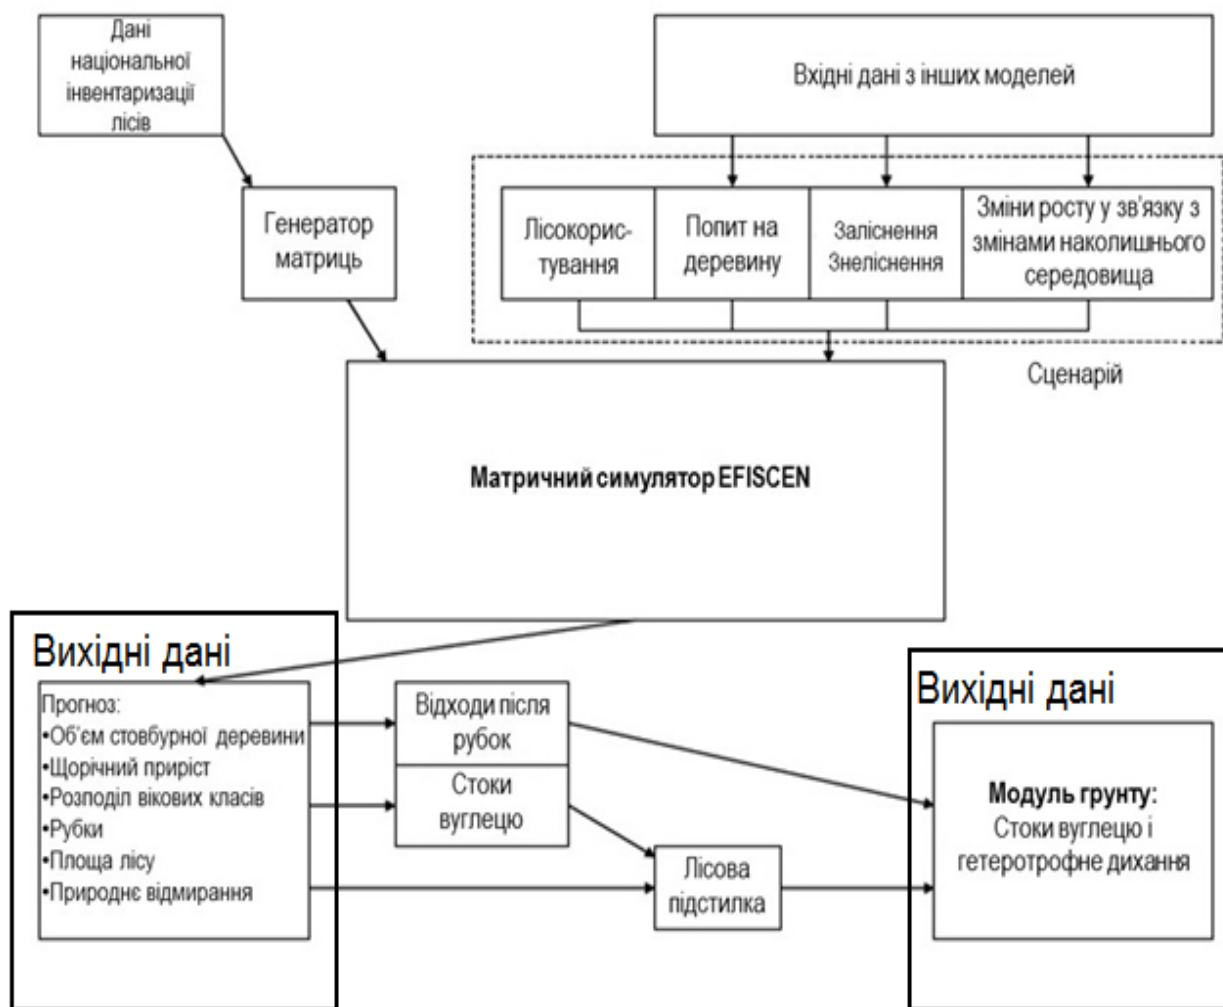 Дані
національної
інвентаризації
лісів
Вхідні дані з інших моделей
Генератор
матриць
Лісокорис-
тування
Попит на
деревину
Заліснення
Знеліснення
Зміни росту у зв'язку з
змінами наколишнього
середовища
Сценарій
Матричний симулятор EFISCEN
Вихідні дані
Прогноз:
•Об'єм стовбурної деревини
•Щорічний приріст
•Розподіл вікових класів
•Рубки
•Площа лісу
•Природнє відмирання
Відходи після
рубок
Стоки
вуглецю
Лісова
підстилка
Вихідні дані
Модуль грунту:
Стоки вуглецю і
гетеротрофне дихання